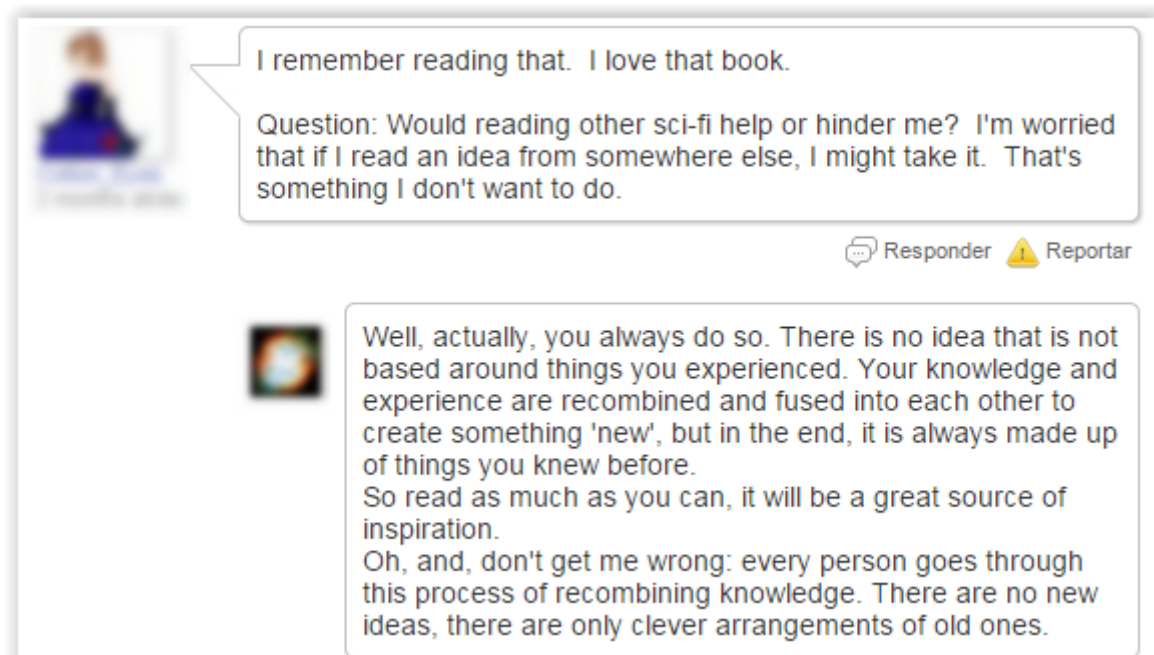 I remember reading that.  I love that book.
Question: Would reading other sci-fi help or hinder me?  I'm worried
that if I read an idea from somewhere else, I might take it.  That's
something I don't want to do.
Responder Reportar
Well, actually, you always do so. There is no idea that is not
based around things you experienced. Your knowledge and
experience are recombined and fused into each other to
create something 'new', but in the end, it is always made up
of things you knew before.
So read as much as you can, it will be a great source of
inspiration.
Oh, and, don't get me wrong: every person goes through
this process of recombining knowledge. There are no new
ideas, there are only clever arrangements of old ones.